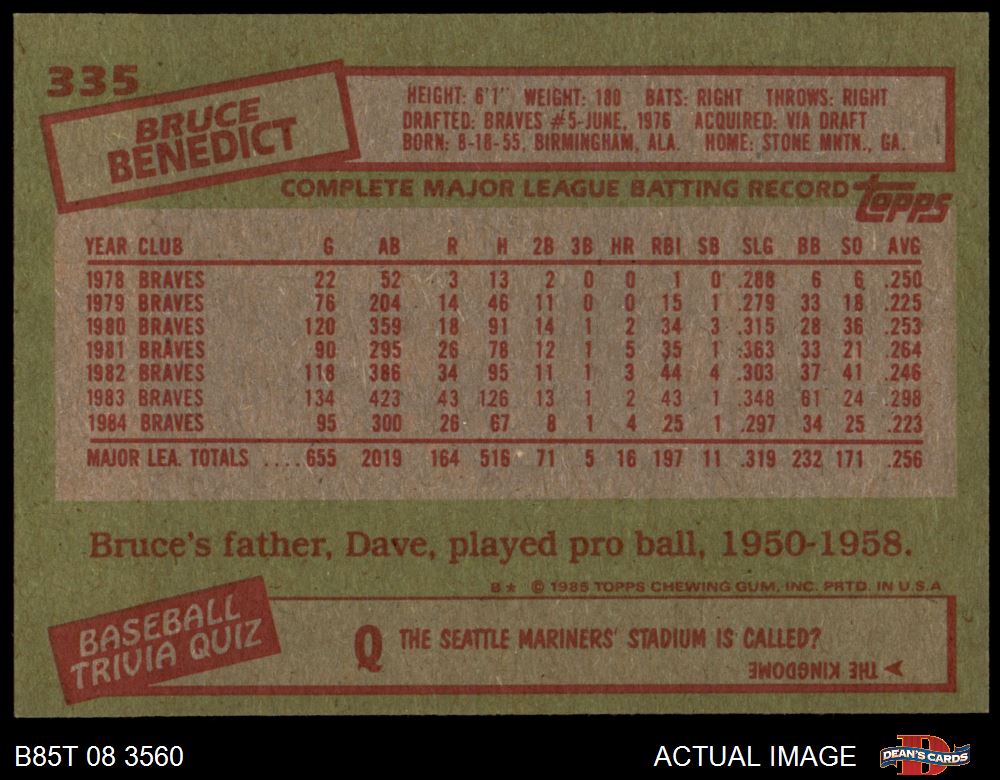 335
BRUCE
BENEDICT
HEIGHT: 6'1" WEIGHT: 180 BATS: RIGHT THROWS: RIGHT
DRAFTED: BRAVES #5-JUNE, 1976 ACQUIRED: VIA DRAFT
BORN: 8-18-55, BIRMINGHAM, ALA. HOME: STONE MNTN., GA.
COMPLETE MAJOR LEAGUE BATTING RECORD topps
YEAR CLUB G AB R H 2B 3B HR RBI SB SLG BB SO AVG
1978 BRAVES 22 52 3 13 2 0 0 1 0 .288 6 6 .250
1979 BRAVES 76 204 14 46 11 0 0 15 1 .279 33 18 .225
1980 BRAVES 120 359 18 91 14 1 2 34 3 .315 28 36 .253
1981 BRAVES 90 295 26 78 12 1 5 35 1 .363 33 21 .264
1982 BRAVES 118 386 34 95 11 1 3 44 4 .303 37 41 .246
1983 BRAVES 134 423 43 126 13 1 2 43 1 .348 61 24 .298
1984 BRAVES 95 300 26 67 8 1 4 25 1 .297 34 25 .223
MAJOR LEA. TOTALS ....655 2019 164 516 71 5 16 197 11 .319 232 171 .256
Bruce's father, Dave, played pro ball, 1950-1958.
B* © 1985 TOPPS CHEWING GUM, INC. PRTD. IN U.S.A
BASEBALL
TRIVIA QUIZ
Q THE SEATTLE MARINERS' STADIUM IS CALLED?
THE KINGDOME
B85T 08 3560
ACTUAL IMAGE
D
DEAN'S CARDS